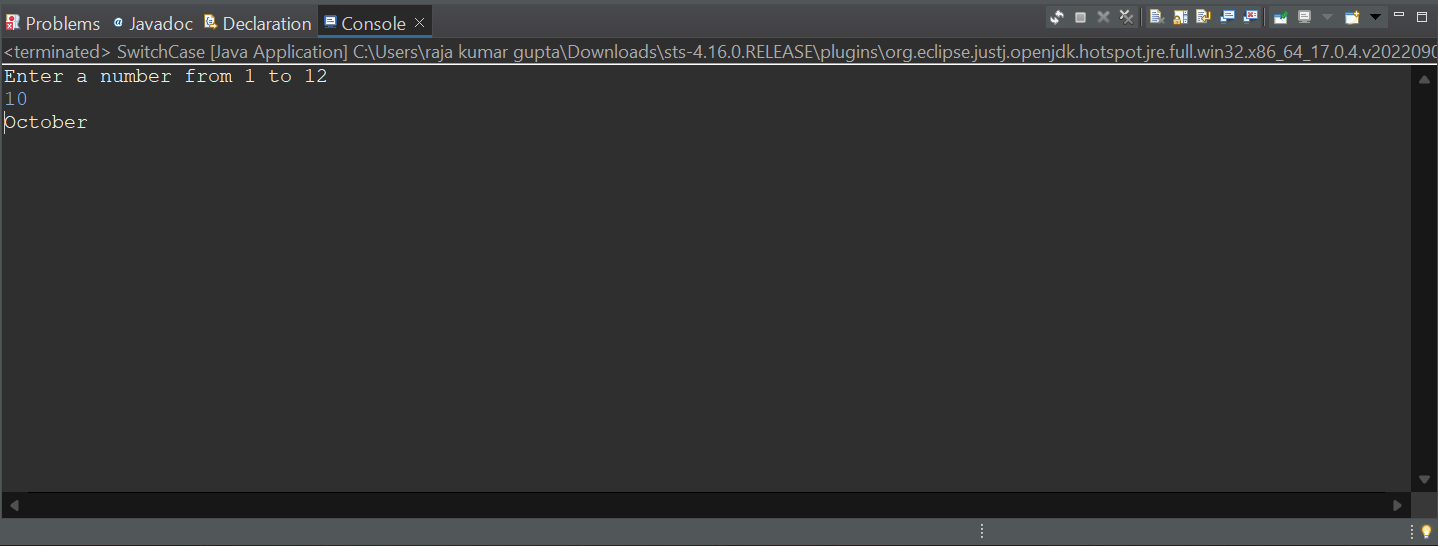 Problems @ Javadoc Declaration Console
<terminated> SwitchCase [Java Application] C:\Users\raja kumar gupta\Downloads\sts-4.16.0.RELEASE\plugins\org.eclipse.justj.openjdk.hotspot.jre.full.win32.x86_64_17.0.4.v2022090
Enter a number from 1 to 12
10
October